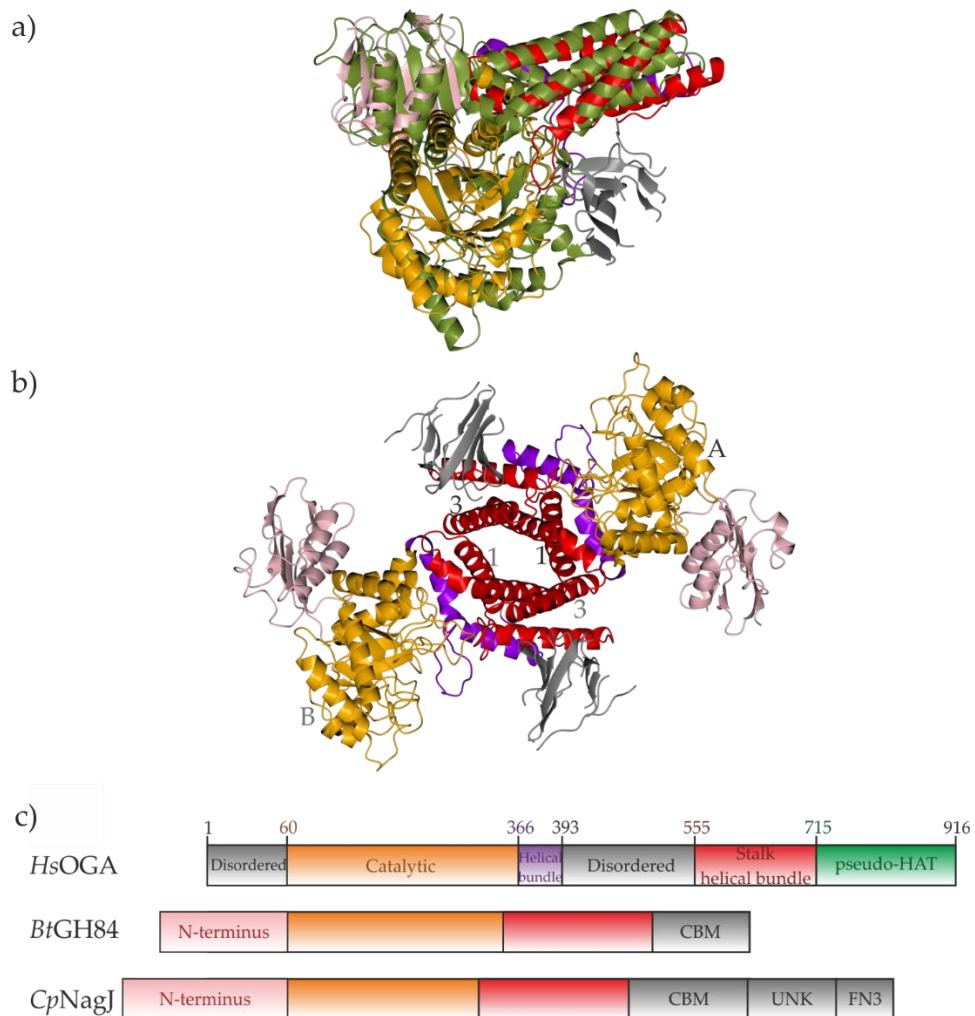 a)
b)
A
3
1
1
3
B
c)
1 60 366 393 555 715 916
HsOGA Disordered Catalytic Helical bundle Disordered Stalk helical bundle pseudo-HAT
BtGH84 N-terminus CBM
CpNagJ N-terminus CBM UNK FN3